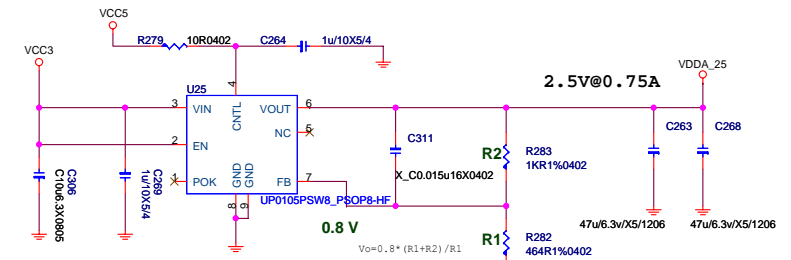 VCC5
R279
10R0402
C264
1u/10X5/4
VCC3
VDDA_25
2.5V@0.75A
U25
4
3
VIN
CNTL
VOUT
6
2
EN
NC
5
1
POK
GND
GND
FB
7
8
9
UP0105PSW8_PSOP8-HF
C306
C10u6.3X0805
C269
1u/10X5/4
C311
X_C0.015u16X0402
R2
R283
1KR1%0402
C263
C268
47u/6.3v/X5/1206
47u/6.3v/X5/1206
0.8 V
R1
R282
464R1%0402
Vo=0.8*(R1+R2)/R1